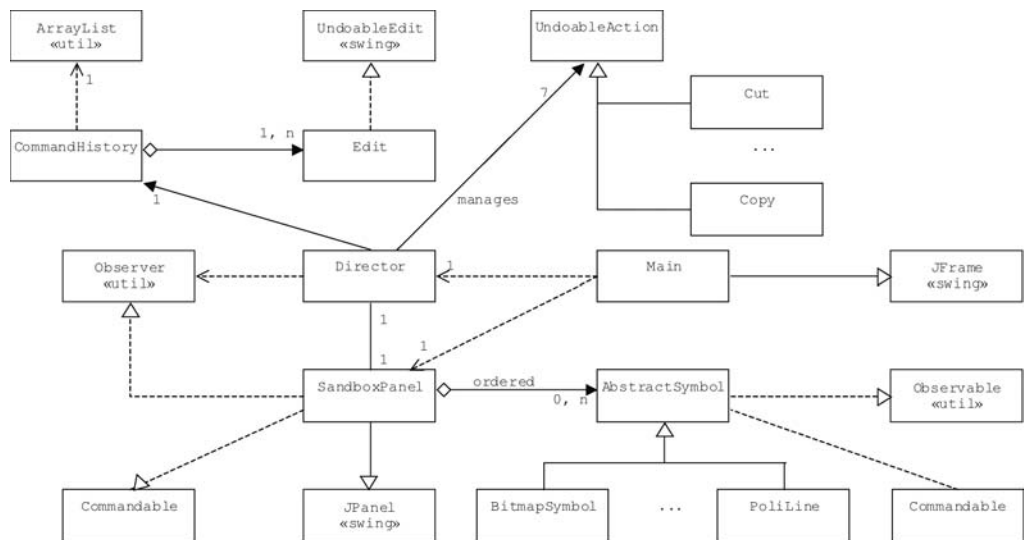 ArrayList
«util»
UndoableEdit
«swing»
UndoableAction
1
7
Cut
...
CommandHistory
1, n
Edit
Copy
1
manages
Observer
«util»
Director
1
Main
JFrame
«swing»
1
1
1
SandboxPanel
ordered
0, n
AbstractSymbol
Observable
«util»
Commandable
JPanel
«swing»
BitmapSymbol
...
PoliLine
Commandable